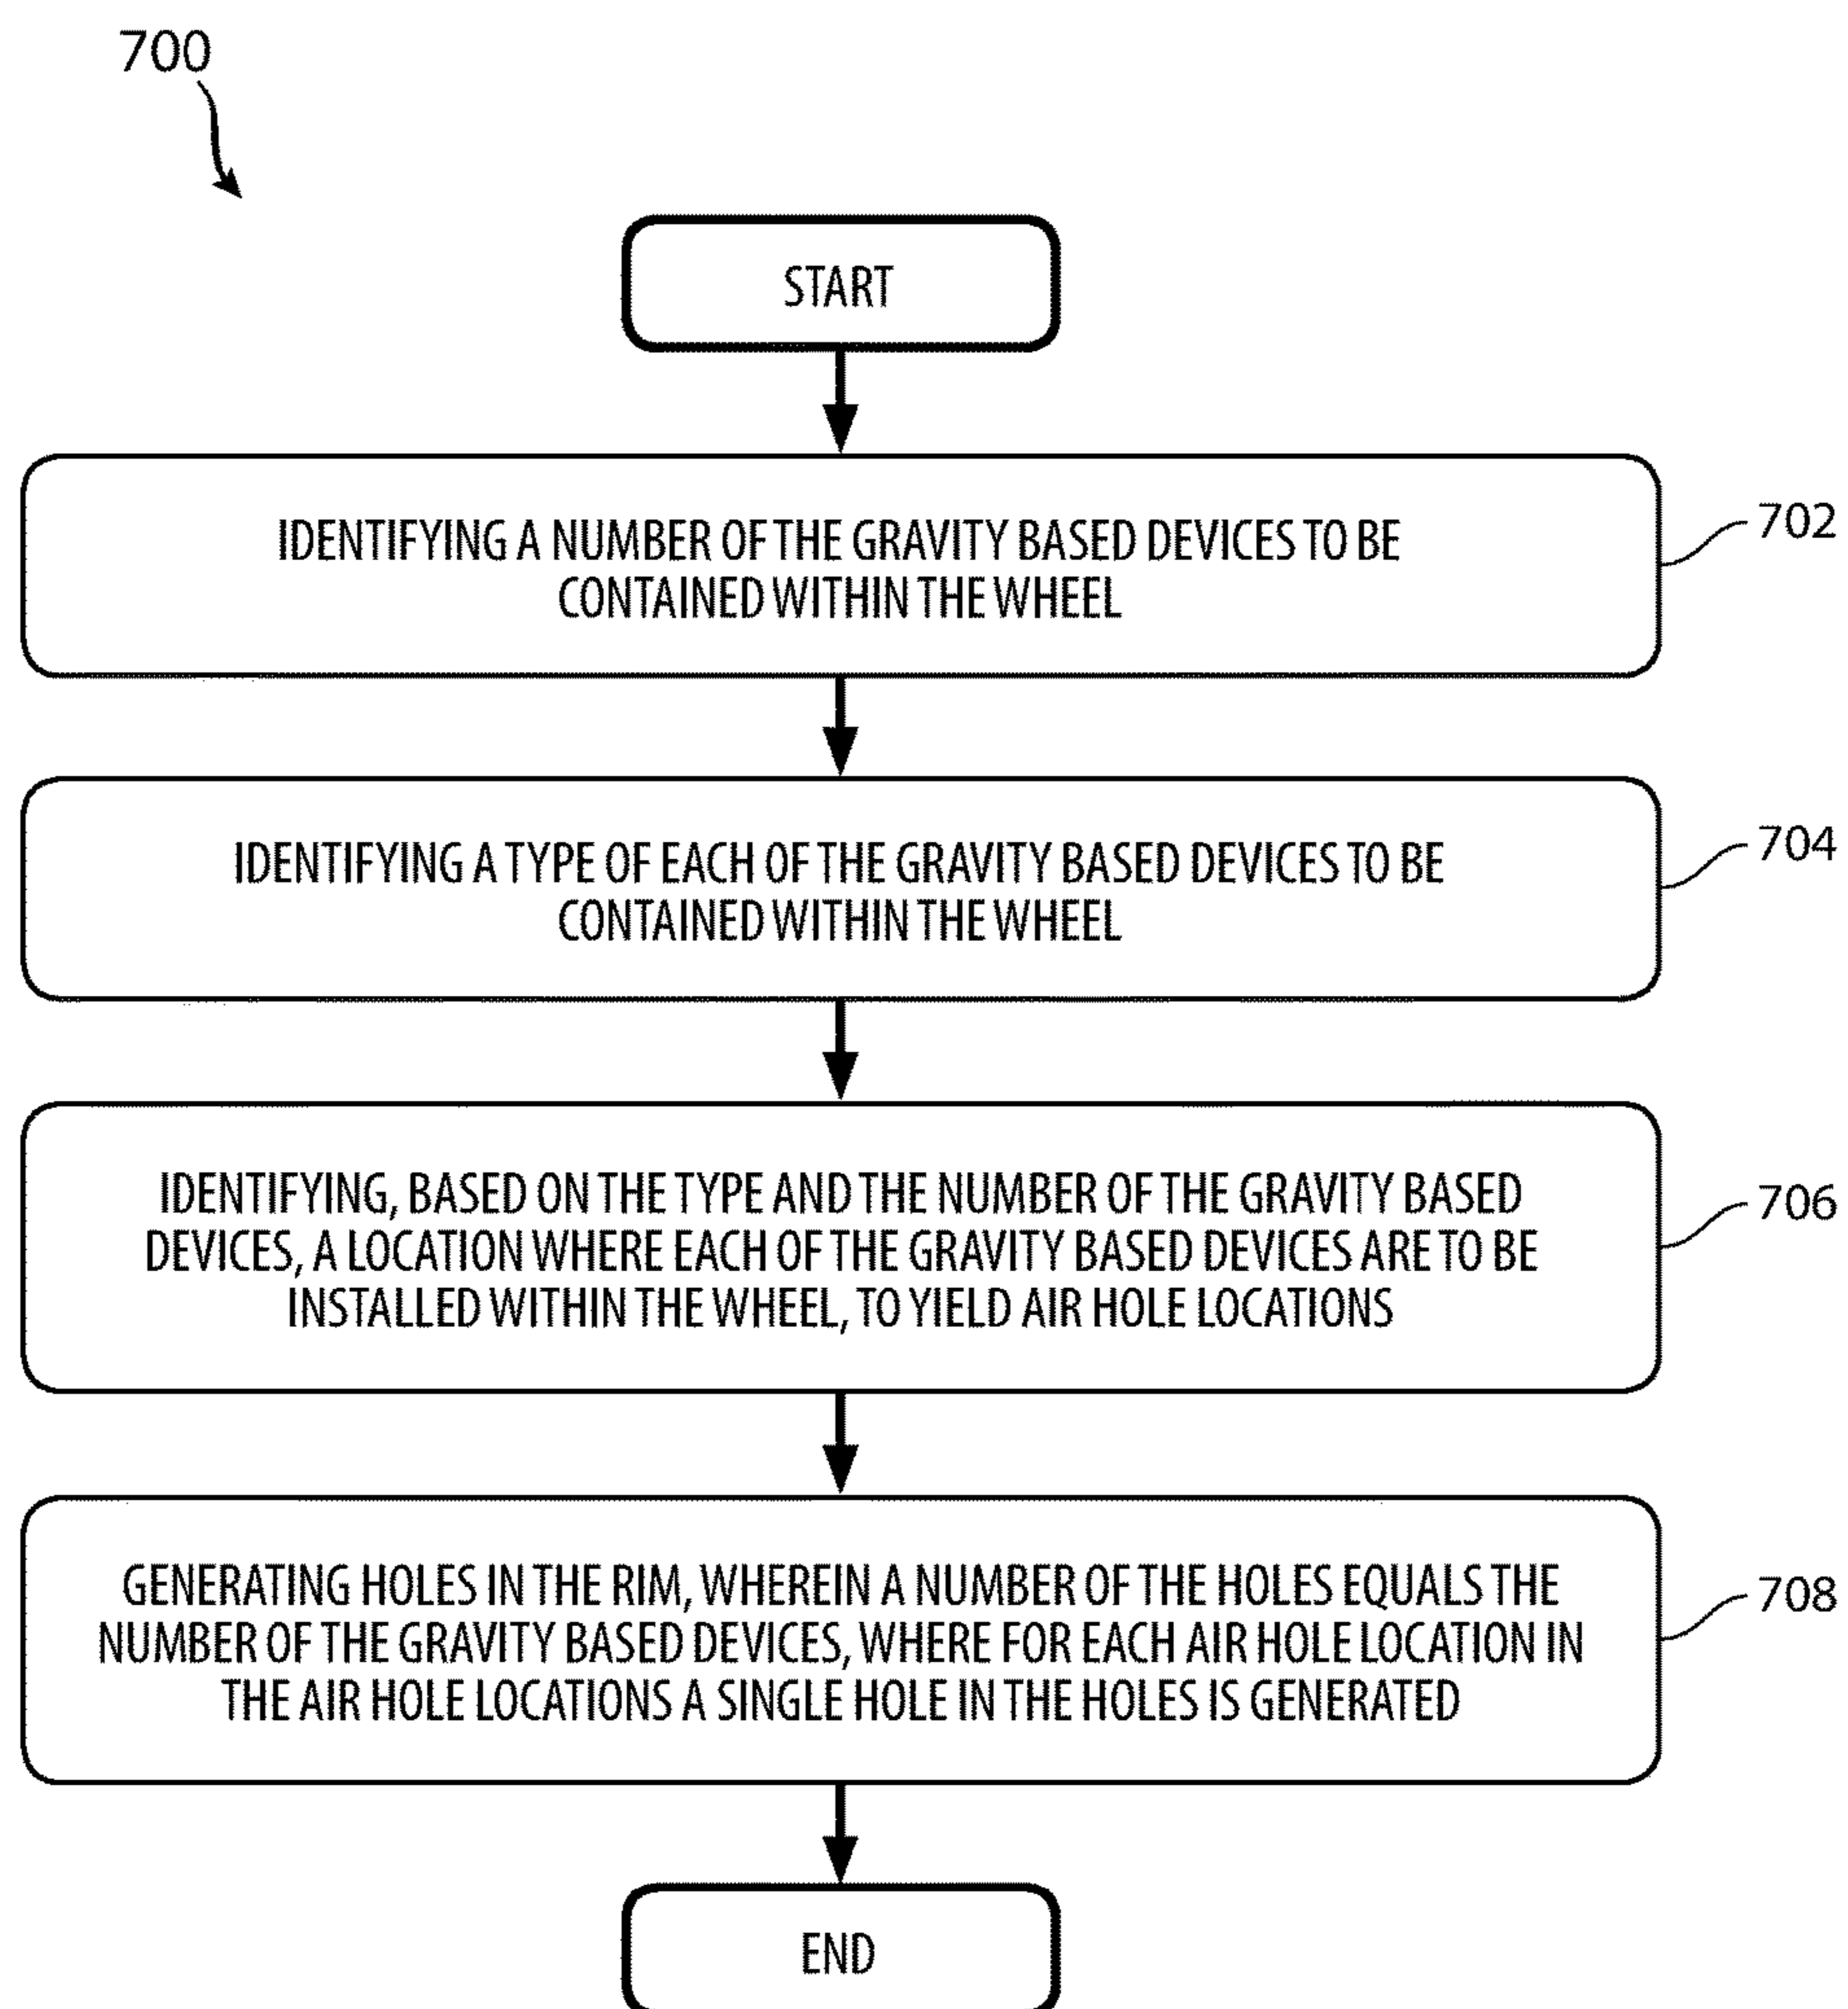 700
START
IDENTIFYING A NUMBER OF THE GRAVITY BASED DEVICES TO BE
CONTAINED WITHIN THE WHEEL
702
IDENTIFYING A TYPE OF EACH OF THE GRAVITY BASED DEVICES TO BE
CONTAINED WITHIN THE WHEEL
704
IDENTIFYING, BASED ON THE TYPE AND THE NUMBER OF THE GRAVITY BASED
DEVICES, A LOCATION WHERE EACH OF THE GRAVITY BASED DEVICES ARE TO BE
INSTALLED WITHIN THE WHEEL, TO YIELD AIR HOLE LOCATIONS
706
GENERATING HOLES IN THE RIM, WHEREIN A NUMBER OF THE HOLES EQUALS THE
NUMBER OF THE GRAVITY BASED DEVICES, WHERE FOR EACH AIR HOLE LOCATION IN
THE AIR HOLE LOCATIONS A SINGLE HOLE IN THE HOLES IS GENERATED
708
END